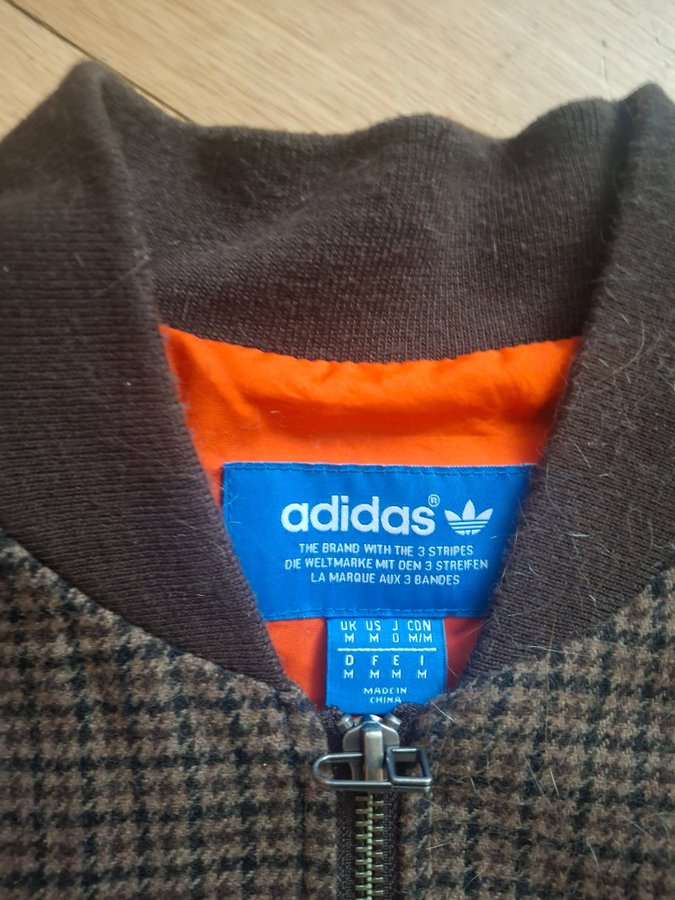 adidas®
THE BRAND WITH THE 3 STRIPES
DIE WELTMARKE MIT DEN 3 STREIFEN
LA MARQUE AUX 3 BANDES
UK US J CDN
M M O M/M
D F E I
M M M M
MADE IN
CHINA